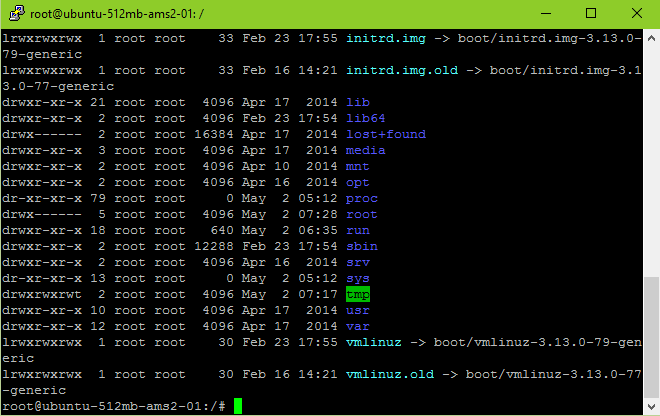 root@ubuntu-512mb-ams2-01: /
lrwxrwxrwx  1 root root    33 Feb 23 17:55 initrd.img -> boot/initrd.img-3.13.0-
79-generic
lrwxrwxrwx  1 root root    33 Feb 16 14:21 initrd.img.old -> boot/initrd.img-3.1
3.0-77-generic
drwxr-xr-x 21 root root  4096 Apr 17  2014 lib
drwxr-xr-x  2 root root  4096 Feb 23 17:54 lib64
drwx------  2 root root 16384 Apr 17  2014 lost+found
drwxr-xr-x  3 root root  4096 Apr 17  2014 media
drwxr-xr-x  2 root root  4096 Apr 10  2014 mnt
drwxr-xr-x  2 root root  4096 Apr 16  2014 opt
dr-xr-xr-x 79 root root     0 May  2 05:12 proc
drwx------  5 root root  4096 May  2 07:28 root
drwxr-xr-x 18 root root   640 May  2 06:35 run
drwxr-xr-x  2 root root 12288 Feb 23 17:54 sbin
drwxr-xr-x  2 root root  4096 Apr 16  2014 srv
dr-xr-xr-x 13 root root     0 May  2 05:12 sys
drwxrwxrwt  2 root root  4096 May  2 07:17 tmp
drwxr-xr-x 10 root root  4096 Apr 17  2014 usr
drwxr-xr-x 12 root root  4096 Apr 17  2014 var
lrwxrwxrwx  1 root root    30 Feb 23 17:55 vmlinuz -> boot/vmlinuz-3.13.0-79-gen
eric
lrwxrwxrwx  1 root root    30 Feb 16 14:21 vmlinuz.old -> boot/vmlinuz-3.13.0-77
-generic
root@ubuntu-512mb-ams2-01:/#